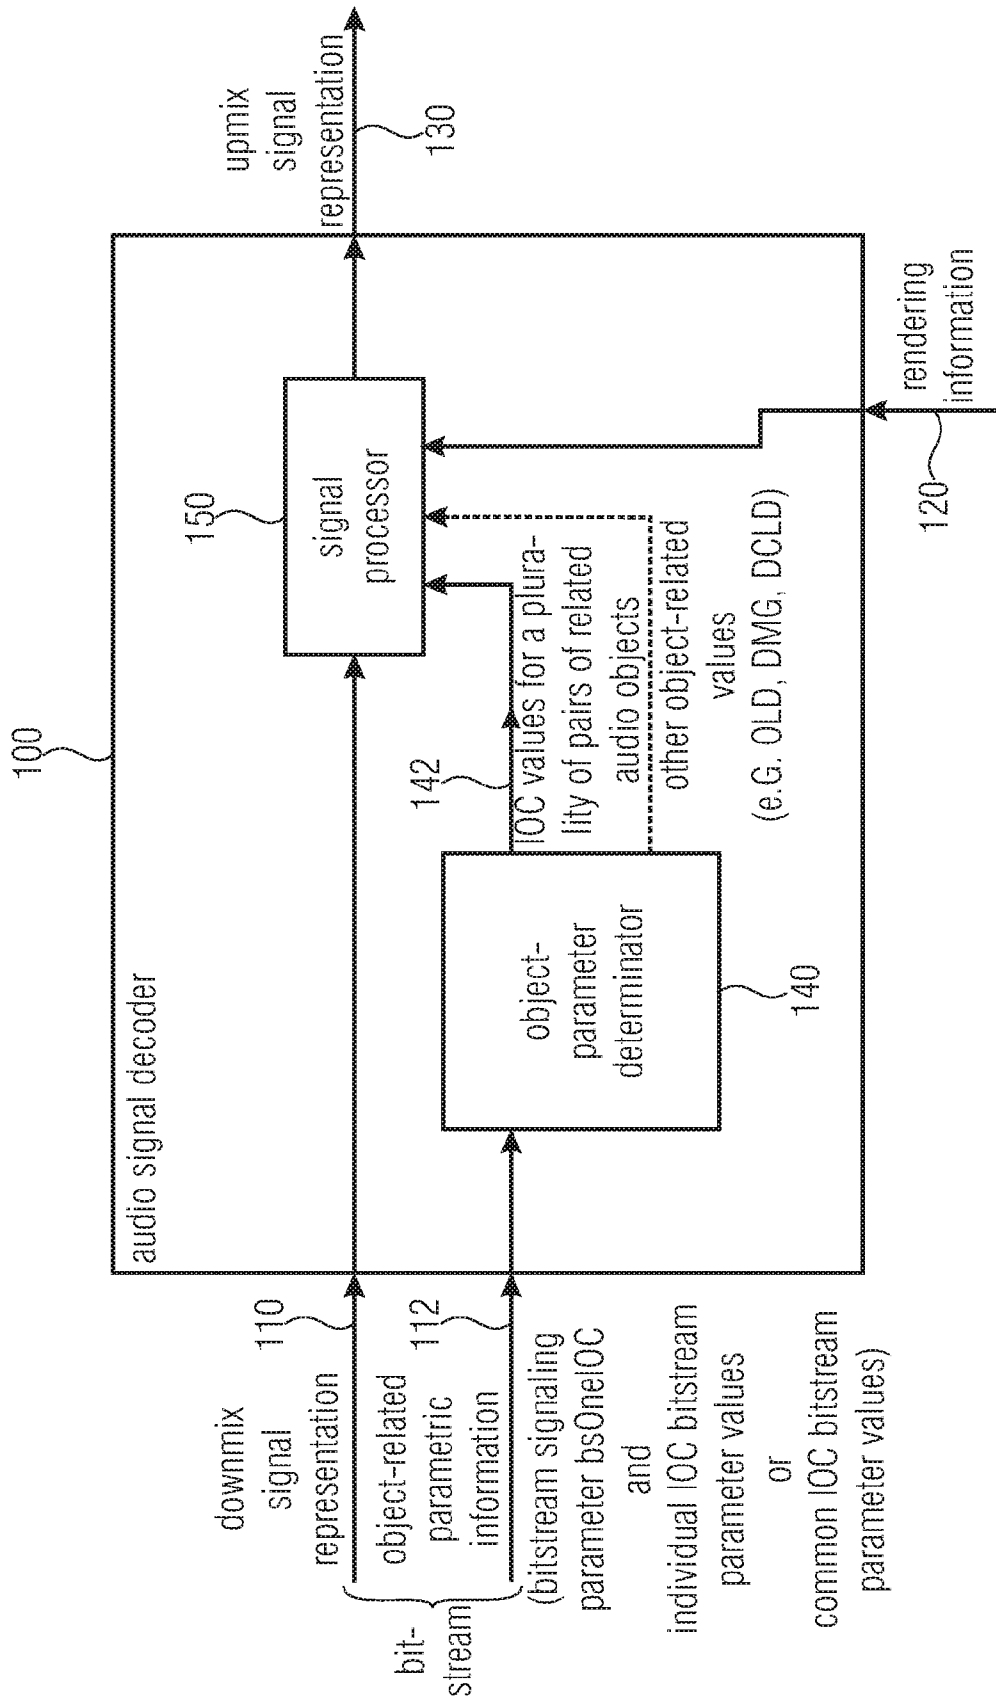 100
audio signal decoder
downmix
signal
representation
110
bit-
stream
object-related
parametric
information
112
(bitstream signaling
parameter bsOneIOC
and
individual IOC bitstream
parameter values
or
common IOC bitstream
parameter values)
object-
parameter
determinator
140
142
IOC values for a plura-
lity of pairs of related
audio objects
other object-related
values
(e.G. OLD, DMG, DCLD)
150
signal
processor
upmix
signal
representation
130
rendering
information
120